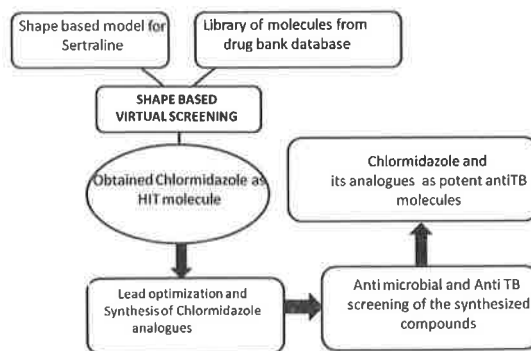 Shape based model for
Sertraline
Library of molecules from
drug bank database
SHAPE BASED
VIRTUAL SCREENING
Obtained Chlormidazole as
HIT molecule
Chlormidazole and
its analogues as potent antiTB
molecules
Lead optimization and
Synthesis of Chlormidazole
analogues
Anti microbial and Anti TB
screening of the synthesized
compounds